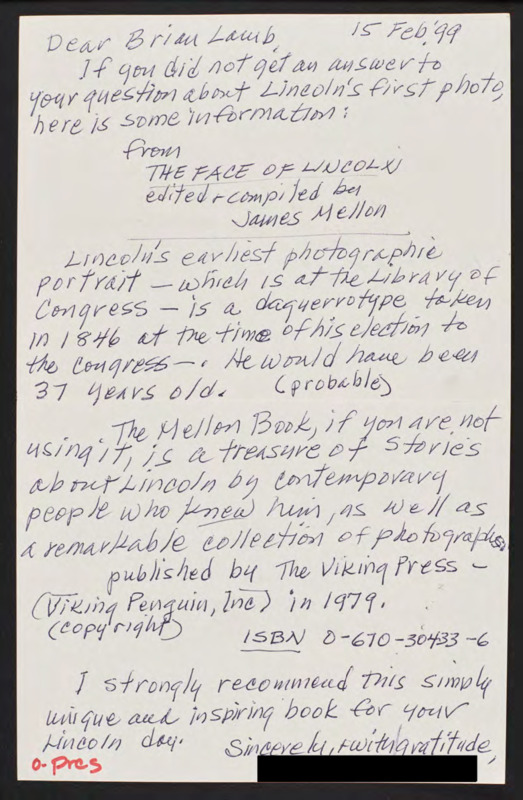 Dear Brian Lamb, 15 Feb '99
If you did not get an answer to
your question about Lincoln's first photo,
here is some information:
from
THE FACE OF LINCOLN
edited + compiled by
James Mellon
Lincoln's earliest photographic
portrait — which is at the Library of
Congress — is a daguerrotype taken
in 1846 at the time of his election to
the Congress —. He would have been
37 years old. (probable)
The Mellon Book, if you are not
using it, is a treasure of stories
about Lincoln by contemporary
people who knew him, as well as
a remarkable collection of photographs.
published by The Viking Press —
(Viking Penguin, Inc) in 1979.
(copyright)
ISBN 0-670-30433-6
I strongly recommend this simply
unique and inspiring book for your
Lincoln day.
Sincerely, + with gratitude,
o-pres